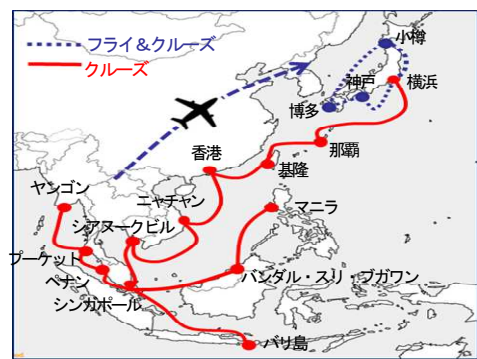 フライ&クルーズ
クルーズ
小樽
神戸
横浜
博多
那覇
香港
基隆
ヤンゴン
ニャチャン
マニラ
シアヌークビル
プーケット
ペナン
バンダル・スリ・ブガワン
シンガポール
バリ島